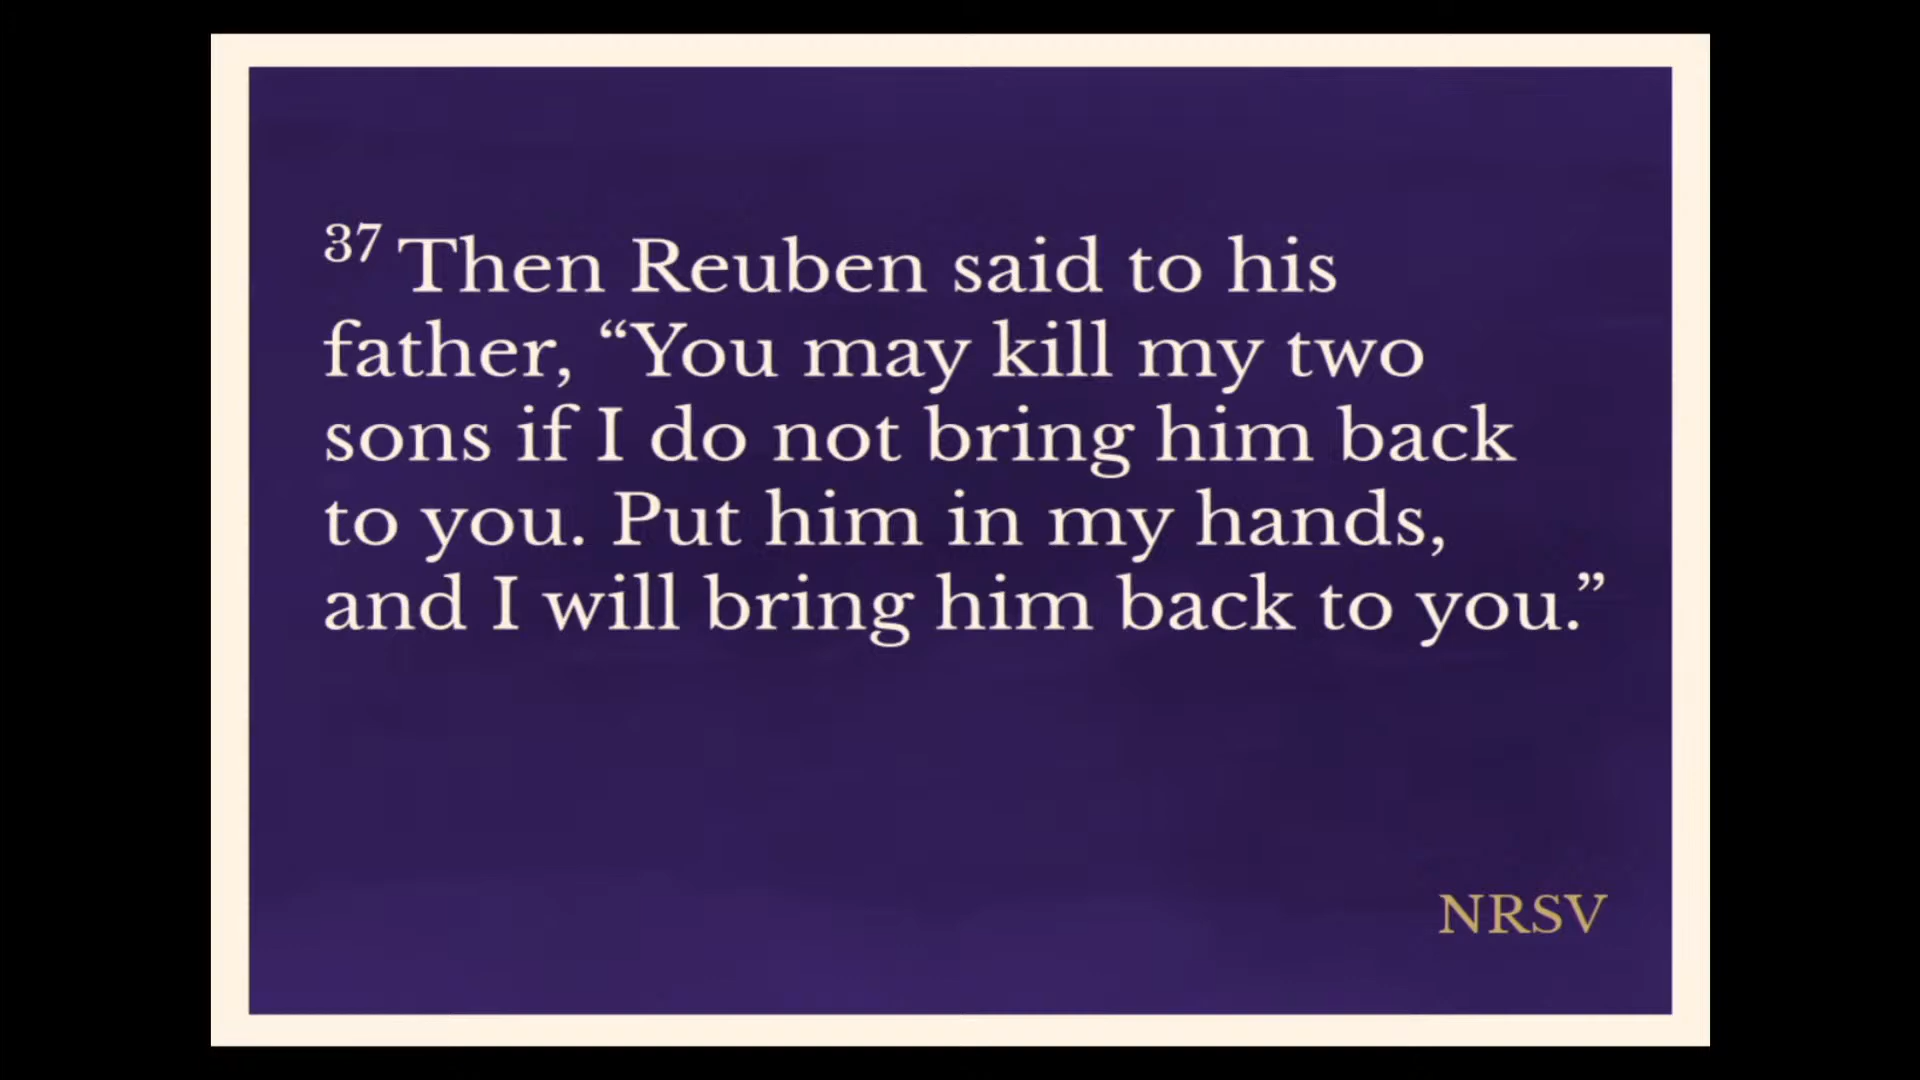 37 Then Reuben said to his
father, “You may kill my two
sons if I do not bring him back
to you. Put him in my hands,
and I will bring him back to you.”
NRSV